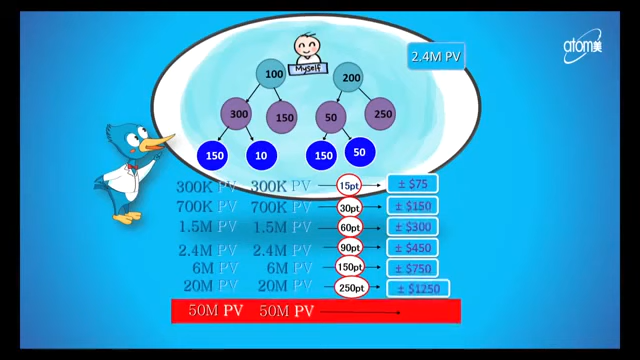 atom美
2.4M PV
Myself
100
200
300
150
50
250
150
10
150
50
300K PV 300K PV 15pt ± $75
700K PV 700K PV 30pt ± $150
1.5M PV 1.5M PV 60pt ± $300
2.4M PV 2.4M PV 90pt ± $450
6M PV 6M PV 150pt ± $750
20M PV 20M PV 250pt ± $1250
50M PV 50M PV